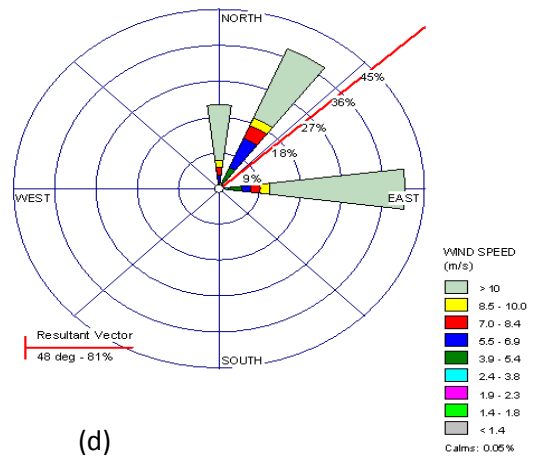 NORTH
45%
36%
27%
18%
9%
WEST
EAST
WIND SPEED
(m/s)
> 10
8.5 - 10.0
7.0 - 8.4
5.5 - 6.9
3.9 - 5.4
2.4 - 3.8
1.9 - 2.3
1.4 - 1.8
< 1.4
Calms: 0.05%
Resultant Vector
48 deg - 81%
SOUTH
(d)